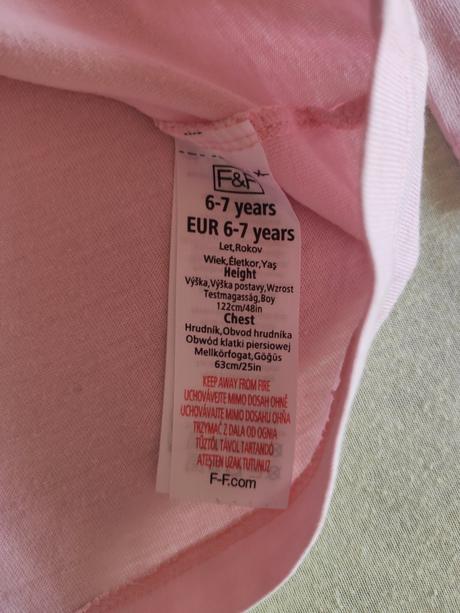 F&F
6-7 years
EUR 6-7 years
Let,Rokov
Wiek,Életkor,Yaş
Height
Výška,Výška postavy,Wzrost
Testmagasság,Boy
122cm/48in
Chest
Hrudník,Obvod hrudníka
Obwód klatki piersiowej
Mellkörfogat,Göğüs
63cm/25in
KEEP AWAY FROM FIRE
UCHOVÁVEJTE MIMO DOSAH OHNĚ
UCHOVÁVAJTE MIMO DOSAHU OHŇA
TRZYMAĆ Z DALA OD OGNIA
TŰZTŐL TÁVOL TARTANDÓ
ATEŞTEN UZAK TUTUNUZ
F-F.com